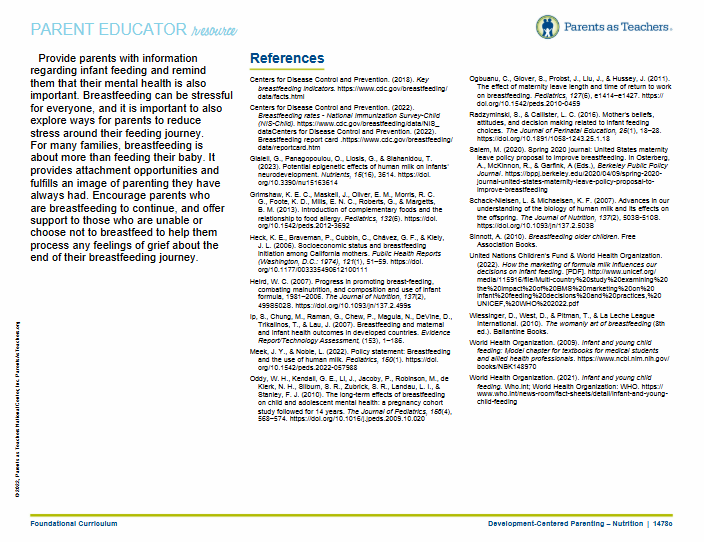 PARENT EDUCATOR resource
Parents as Teachers.
Provide parents with information
regarding infant feeding and remind
them that their mental health is also
important. Breastfeeding can be stressful
for everyone, and it is important to also
explore ways for parents to reduce
stress around their feeding journey.
For many families, breastfeeding is
about more than feeding their baby. It
provides attachment opportunities and
fulfills an image of parenting they have
always had. Encourage parents who
are breastfeeding to continue, and offer
support to those who are unable or
choose not to breastfeed to help them
process any feelings of grief about the
end of their breastfeeding journey.
References
Centers for Disease Control and Prevention. (2018). Key
breastfeeding indicators. https://www.cdc.gov/breastfeeding/
data/facts.html
Centers for Disease Control and Prevention. (2022).
Breastfeeding rates - National Immunization Survey-Child
(NIS-Child). https://www.cdc.gov/breastfeeding/data/NIS_
dataCenters for Disease Control and Prevention. (2022).
Breastfeeding report card .https://www.cdc.gov/breastfeeding
/data/reportcard.htm
Gialeli, G., Panagopoulou, O., Liosis, G., & Siahanidou, T.
(2023). Potential epigenetic effects of human milk on infants'
neurodevelopment. Nutrients, 15(16), 3614. https://doi.
org/10.3390/nu15163614
Grimshaw, K. E. C., Maskell, J., Oliver, E. M., Morris, R. C.
G., Foote, K. D., Mills, E. N. C., Roberts, G., & Margetts,
B. M. (2013). Introduction of complementary foods and the
relationship to food allergy. Pediatrics, 132(6). https://doi.
org/10.1542/peds.2012-3692
Heck, K. E., Braveman, P., Cubbin, C., Chávez, G. F., & Kiely,
J. L. (2006). Socioeconomic status and breastfeeding
initiation among California mothers. Public Health Reports
(Washington, D.C.: 1974), 121(1), 51–59. https://doi.
org/10.1177/003335490612100111
Heird, W. C. (2007). Progress in promoting breast-feeding,
combating malnutrition, and composition and use of infant
formula, 1981–2006. The Journal of Nutrition, 137(2),
499S502S. https://doi.org/10.1093/jn/137.2.499s
Ip, S., Chung, M., Raman, G., Chew, P., Magula, N., DeVine, D.,
Trikalinos, T., & Lau, J. (2007). Breastfeeding and maternal
and infant health outcomes in developed countries. Evidence
Report/Technology Assessment, (153), 1–186.
Meek, J. Y., & Noble, L. (2022). Policy statement: Breastfeeding
and the use of human milk. Pediatrics, 150(1). https://doi.
org/10.1542/peds.2022-057988
Oddy, W. H., Kendall, G. E., Li, J., Jacoby, P., Robinson, M., de
Klerk, N. H., Silburn, S. R., Zubrick, S. R., Landau, L. I., &
Stanley, F. J. (2010). The long-term effects of breastfeeding
on child and adolescent mental health: a pregnancy cohort
study followed for 14 years. The Journal of Pediatrics, 156(4),
568–574. https://doi.org/10.1016/j.jpeds.2009.10.020
Ogbuanu, C., Glover, S., Probst, J., Liu, J., & Hussey, J. (2011).
The effect of maternity leave length and time of return to work
on breastfeeding. Pediatrics, 127(6), e1414–e1427. https://
doi.org/10.1542/peds.2010-0459
Radzyminski, S., & Callister, L. C. (2016). Mother's beliefs,
attitudes, and decision making related to infant feeding
choices. The Journal of Perinatal Education, 25(1), 18–28.
https://doi.org/10.1891/1058-1243.25.1.18
Salem, M. (2020). Spring 2020 journal: United States maternity
leave policy proposal to improve breastfeeding. In Osterberg,
A., McKinnon, R., & Garfink, A (Eds.), Berkeley Public Policy
Journal. https://bppj.berkeley.edu/2020/04/09/spring-2020-
journal-united-states-maternity-leave-policy-proposal-to-
improve-breastfeeding
Schack-Nielsen, L., & Michaelsen, K. F. (2007). Advances in our
understanding of the biology of human milk and its effects on
the offspring. The Journal of Nutrition, 137(2), 503S–510S.
https://doi.org/10.1093/jn/137.2.503S
Sinnott, A. (2010). Breastfeeding older children. Free
Association Books.
United Nations Children's Fund & World Health Organization.
(2022). How the marketing of formula milk influences our
decisions on infant feeding. [PDF]. http://www.unicef.org/
media/115916/file/Multi-country%20study%20examining%20
the%20impact%20of%20BMS%20marketing%20on%20
infant%20feeding%20decisions%20and%20practices,%20
UNICEF,%20WHO%202022.pdf
Wiessinger, D., West, D., & Pitman, T., & La Leche League
International. (2010). The womanly art of breastfeeding (8th
ed.). Ballantine Books.
World Health Organization. (2009). Infant and young child
feeding: Model chapter for textbooks for medical students
and allied health professionals. https://www.ncbi.nlm.nih.gov/
books/NBK148970
World Health Organization. (2021). Infant and young child
feeding. Who.int; World Health Organization: WHO. https://
www.who.int/news-room/fact-sheets/detail/infant-and-young-
child-feeding
© 2022, Parents as Teachers National Center, Inc. ParentsAsTeachers.org
Foundational Curriculum
Development-Centered Parenting – Nutrition | 1478o